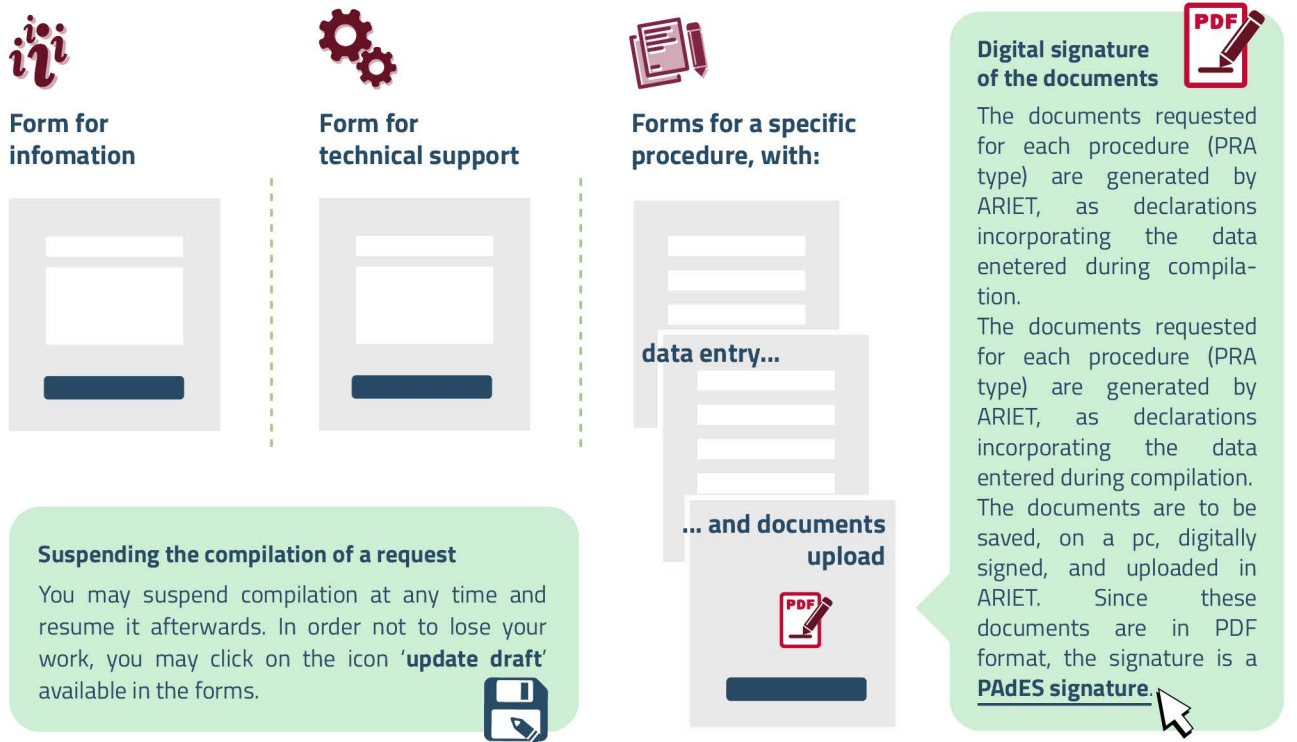 Form for
infomation
Form for
technical support
Forms for a specific
procedure, with:
data entry...
... and documents
upload
PDF
Suspending the compilation of a request
You may suspend compilation at any time and
resume it afterwards. In order not to lose your
work, you may click on the icon ‘update draft’
available in the forms.
PDF
Digital signature
of the documents
The documents requested
for each procedure (PRA
type) are generated by
ARIET, as declarations
incorporating the data
enetered during compila-
tion.
The documents requested
for each procedure (PRA
type) are generated by
ARIET, as declarations
incorporating the data
entered during compilation.
The documents are to be
saved, on a pc, digitally
signed, and uploaded in
ARIET. Since these
documents are in PDF
format, the signature is a
PAdES signature.